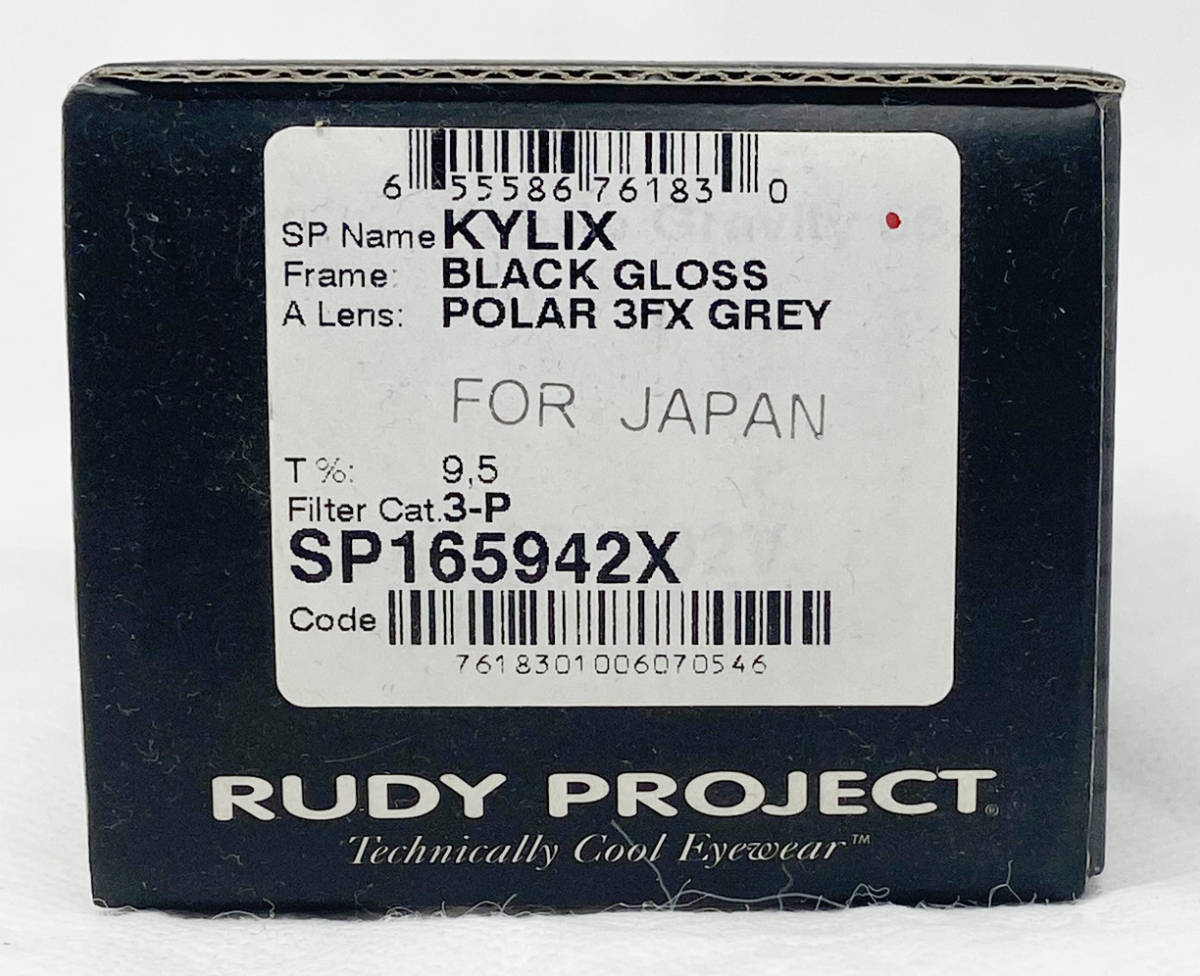 6 55586 76183 0
SP Name KYLIX
Frame: BLACK GLOSS
A Lens: POLAR 3FX GREY
FOR JAPAN
T %: 9,5
Filter Cat. 3-P
SP165942X
Code
7618301006070546
RUDY PROJECT®
Technically Cool Eyewear™